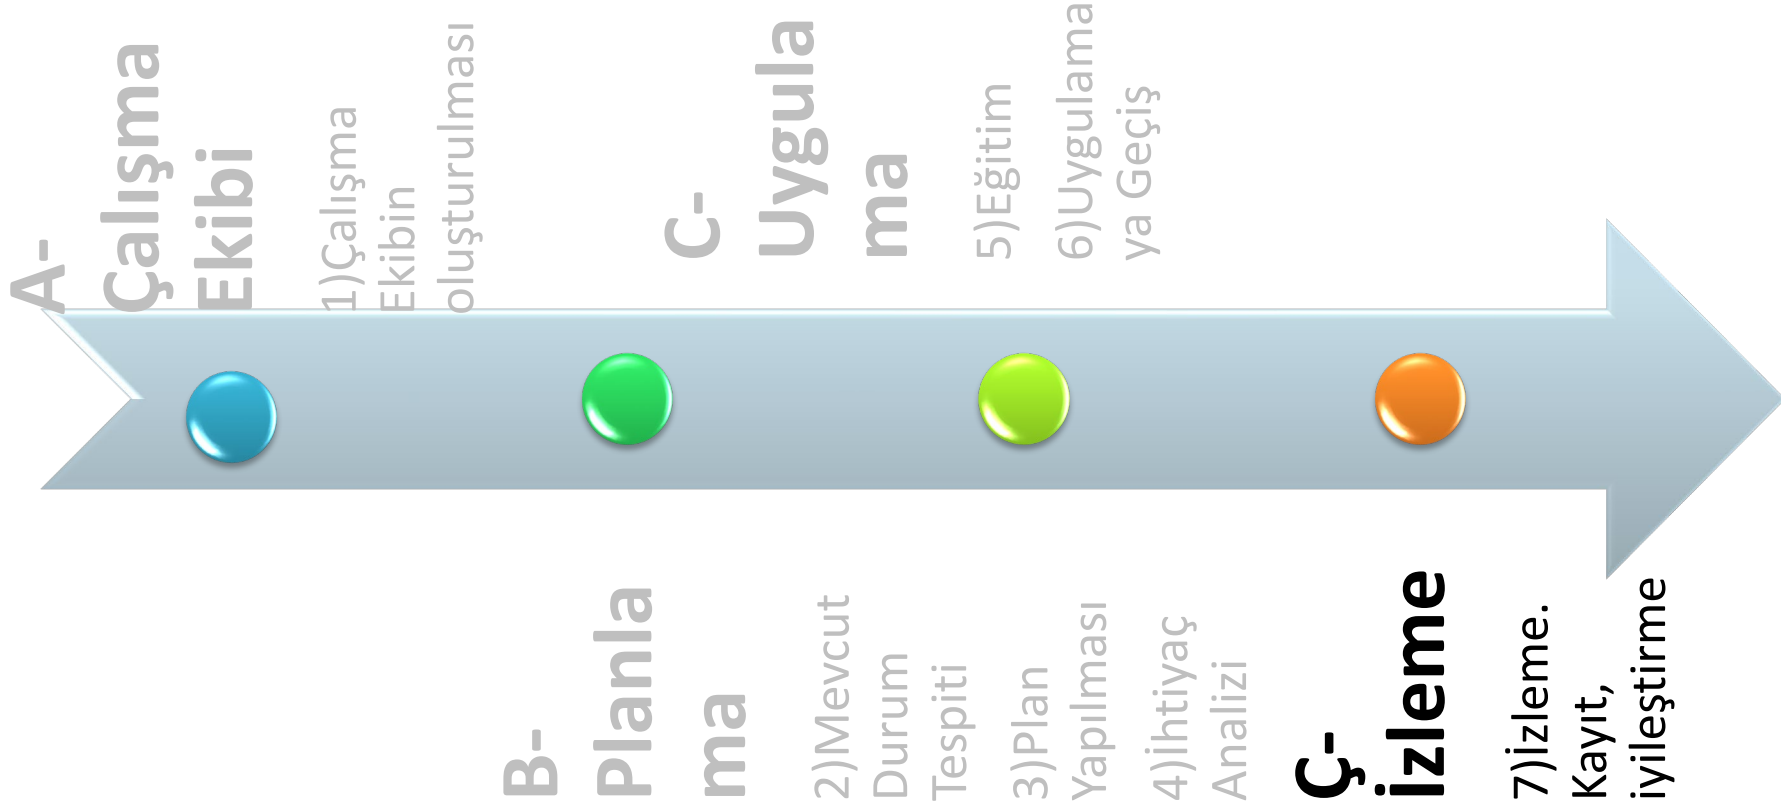 A-
Çalışma
Ekibi
1)Çalışma
Ekibin
oluşturulması
B-
Planla
ma
2)Mevcut
Durum
Tespiti
3)Plan
Yapılması
4)İhtiyaç
Analizi
C-
Uygula
ma
5)Eğitim
6)Uygulama
ya Geçiş
Ç-
İzleme
7)izleme.
Kayıt,
iyileştirme